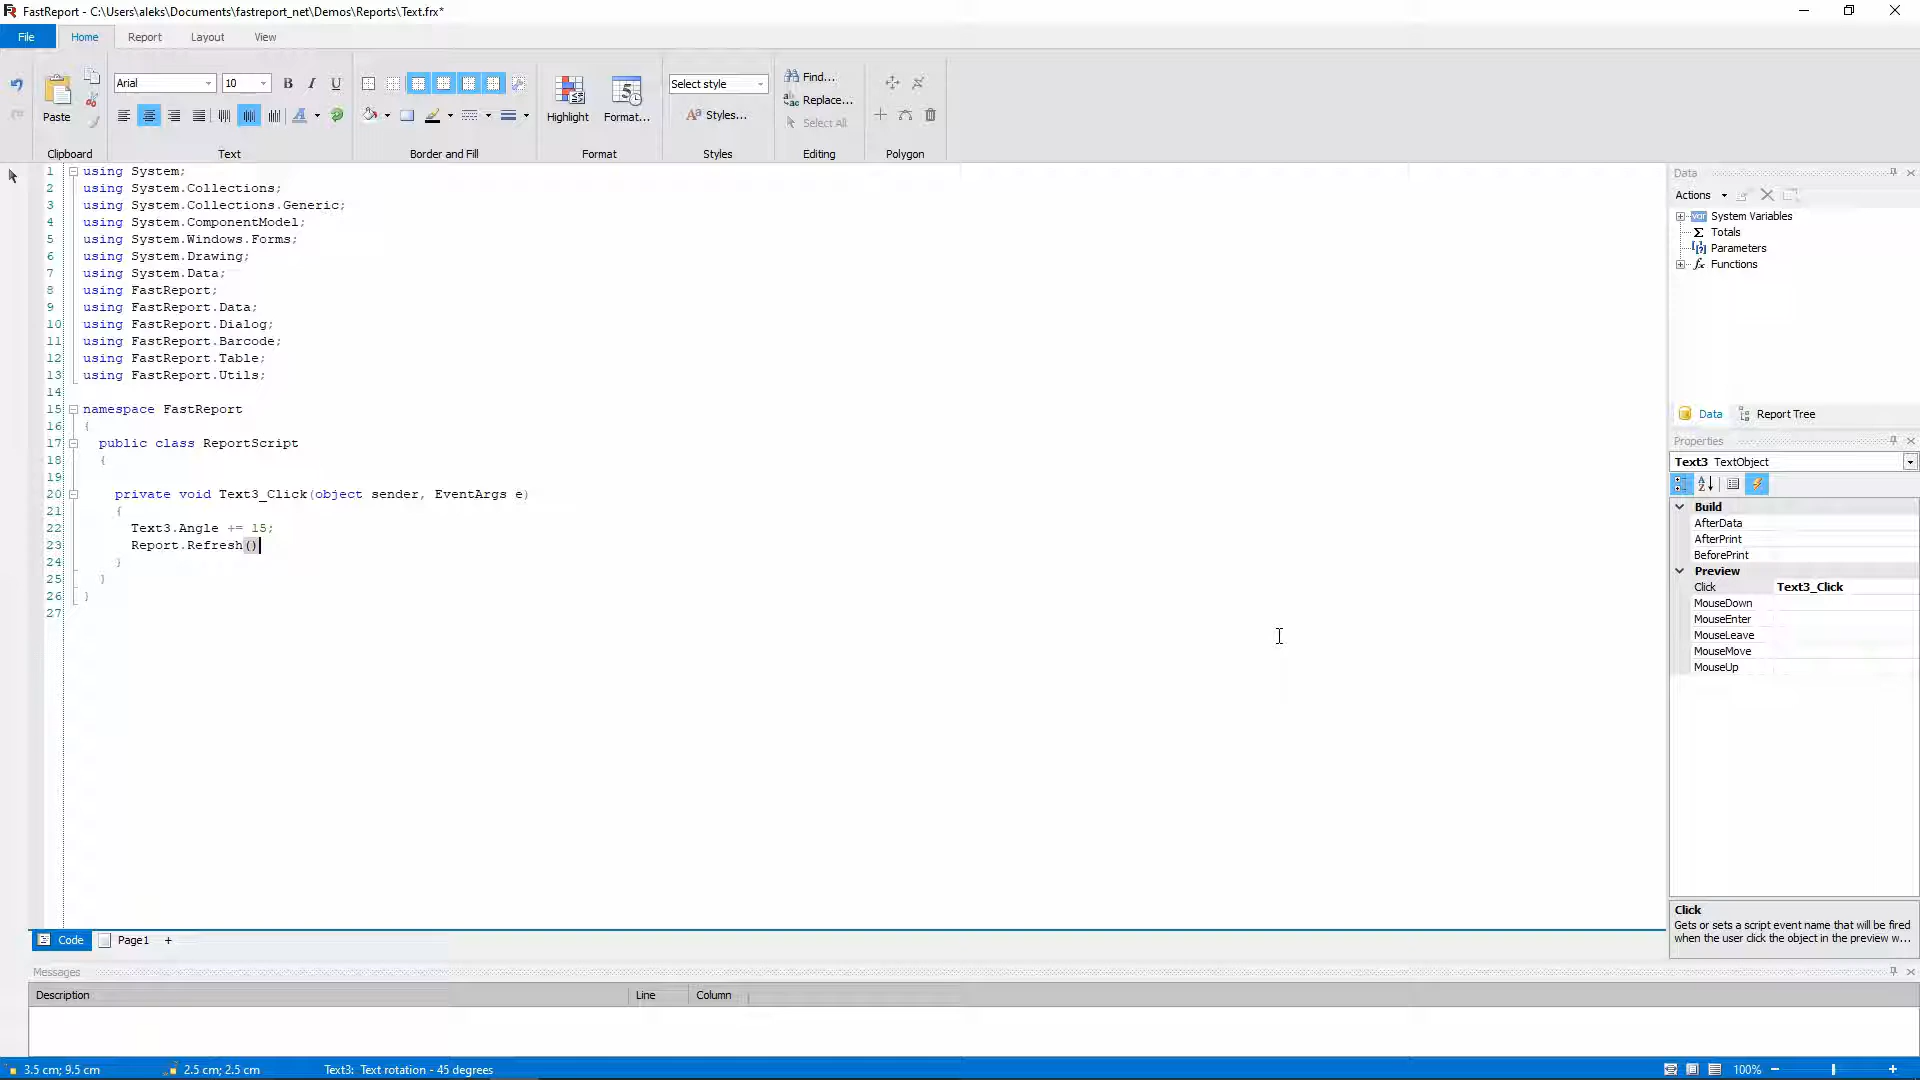 FastReport - C:\Users\aleks\Documents\fastreport_net\Demos\Reports\Text.frx*
File Home Report Layout View
Paste
Clipboard
Arial 10 B I U
Text
Border and Fill
Highlight Format...
Format
Select style
Styles...
Styles
Find...
Replace...
Select All
Editing
Polygon
1 using System;
2 using System.Collections;
3 using System.Collections.Generic;
4 using System.ComponentModel;
5 using System.Windows.Forms;
6 using System.Drawing;
7 using System.Data;
8 using FastReport;
9 using FastReport.Data;
10 using FastReport.Dialog;
11 using FastReport.Barcode;
12 using FastReport.Table;
13 using FastReport.Utils;
14
15 namespace FastReport
16 {
17 public class ReportScript
18 {
19
20 private void Text3_Click(object sender, EventArgs e)
21 {
22 Text3.Angle += 15;
23 Report.Refresh()
24 }
25 }
26 }
27
Data
Actions
System Variables
Totals
Parameters
Functions
Data Report Tree
Properties
Text3 TextObject
Build
AfterData
AfterPrint
BeforePrint
Preview
Click Text3_Click
MouseDown
MouseEnter
MouseLeave
MouseMove
MouseUp
Click
Gets or sets a script event name that will be fired
when the user click the object in the preview w...
Code Page1 +
Messages
Description Line Column
3.5 cm; 9.5 cm 2.5 cm; 2.5 cm Text3: Text rotation - 45 degrees 100%